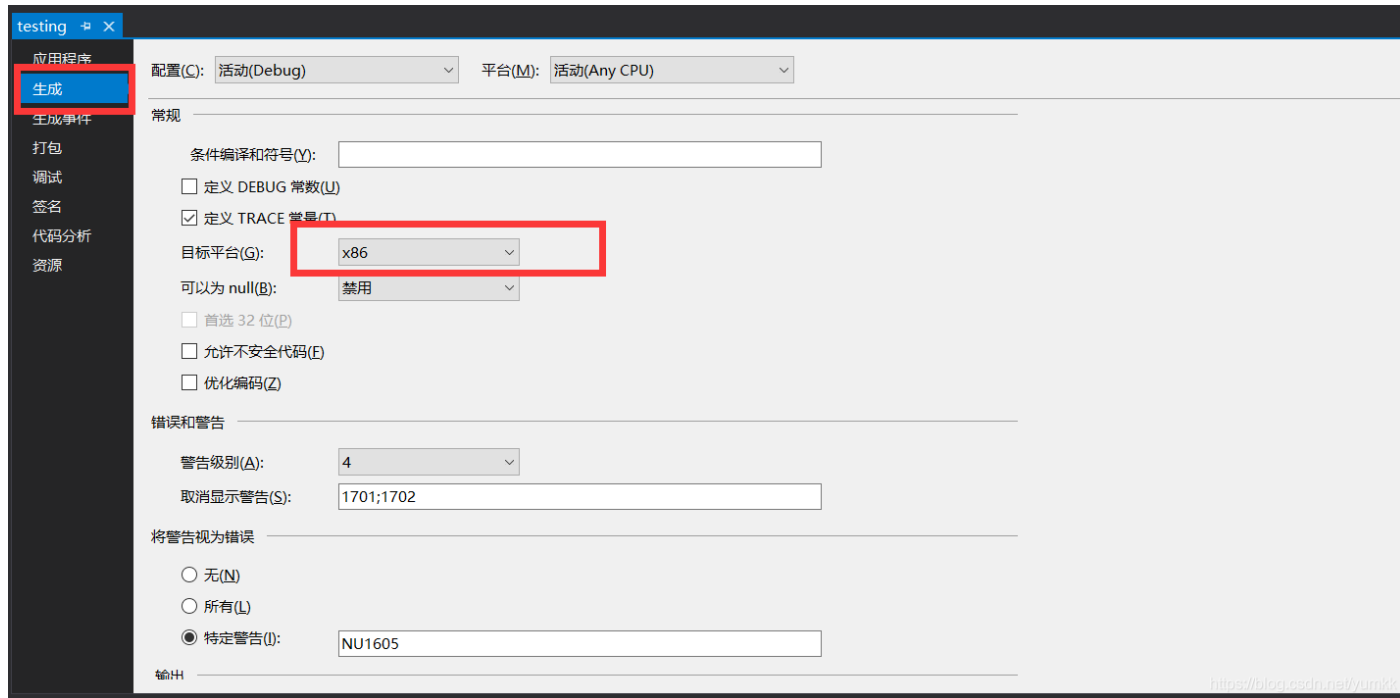 testing
应用程序
生成
生成事件
打包
调试
签名
代码分析
资源
配置(C): 活动(Debug) 平台(M): 活动(Any CPU)
常规
条件编译和符号(Y):
定义 DEBUG 常数(U)
定义 TRACE 常量(T)
目标平台(G): x86
可以为 null(B): 禁用
首选 32 位(P)
允许不安全代码(F)
优化编码(Z)
错误和警告
警告级别(A): 4
取消显示警告(S): 1701;1702
将警告视为错误
无(N)
所有(L)
特定警告(I): NU1605
输出
https://blog.csdn.net/yumkk